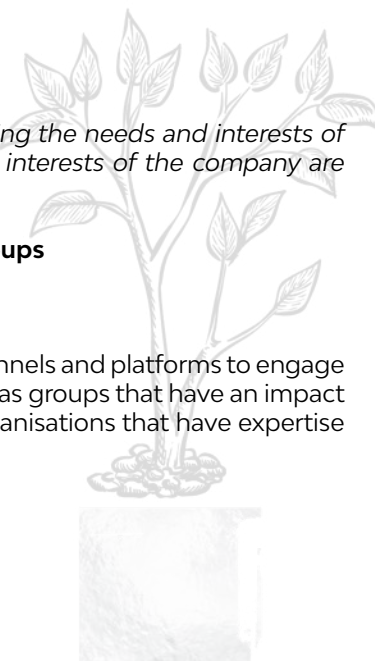 ng the needs and interests of
interests of the company are
ups
nnels and platforms to engage
as groups that have an impact
anisations that have expertise